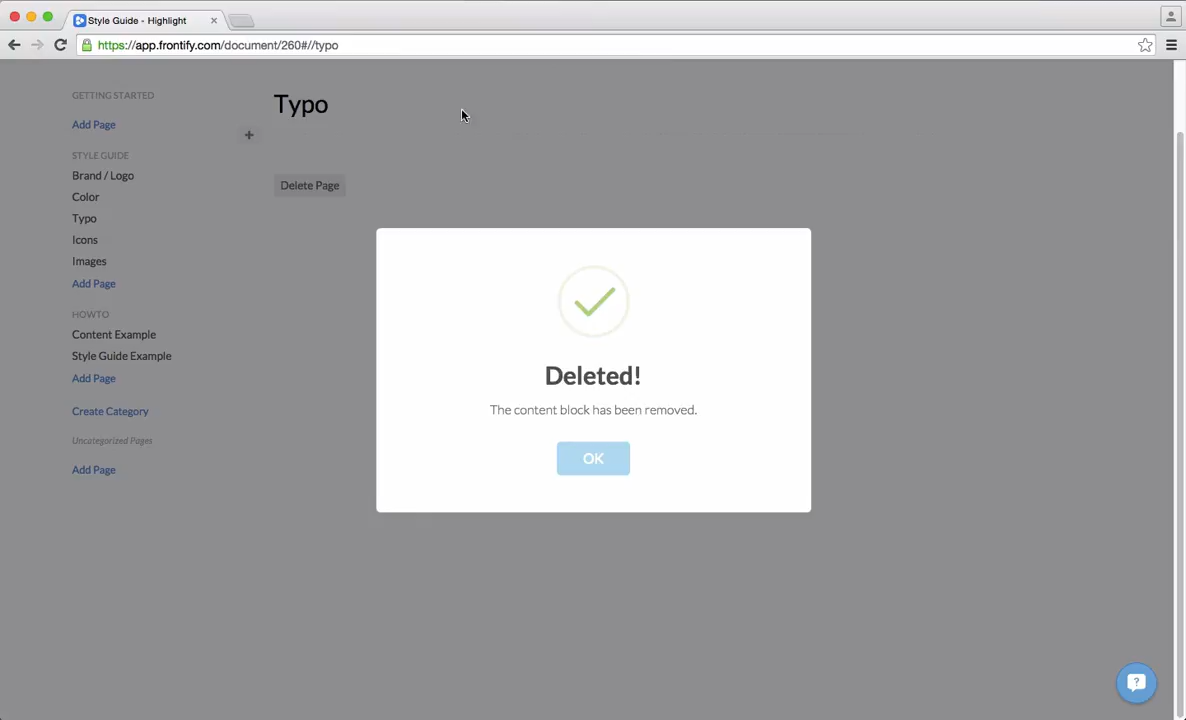 Style Guide - Highlight
https://app.frontify.com/document/260#//typo
GETTING STARTED
Add Page
STYLE GUIDE
Brand / Logo
Color
Typo
Icons
Images
Add Page
HOWTO
Content Example
Style Guide Example
Add Page
Create Category
Uncategorized Pages
Add Page
Typo
+
Delete Page
Deleted!
The content block has been removed.
OK
?